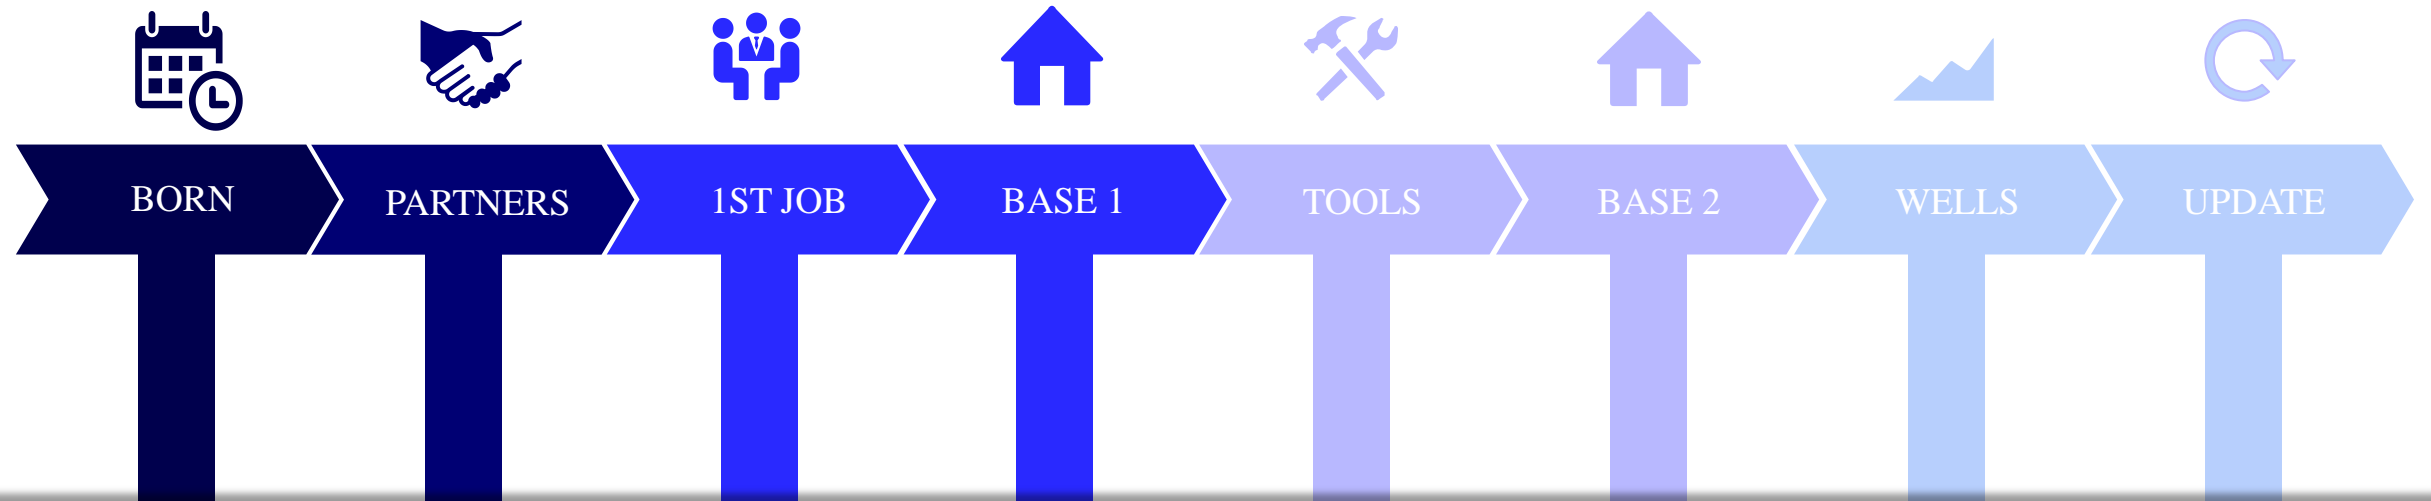 BORN
PARTNERS
1ST JOB
BASE 1
TOOLS
BASE 2
WELLS
UPDATE